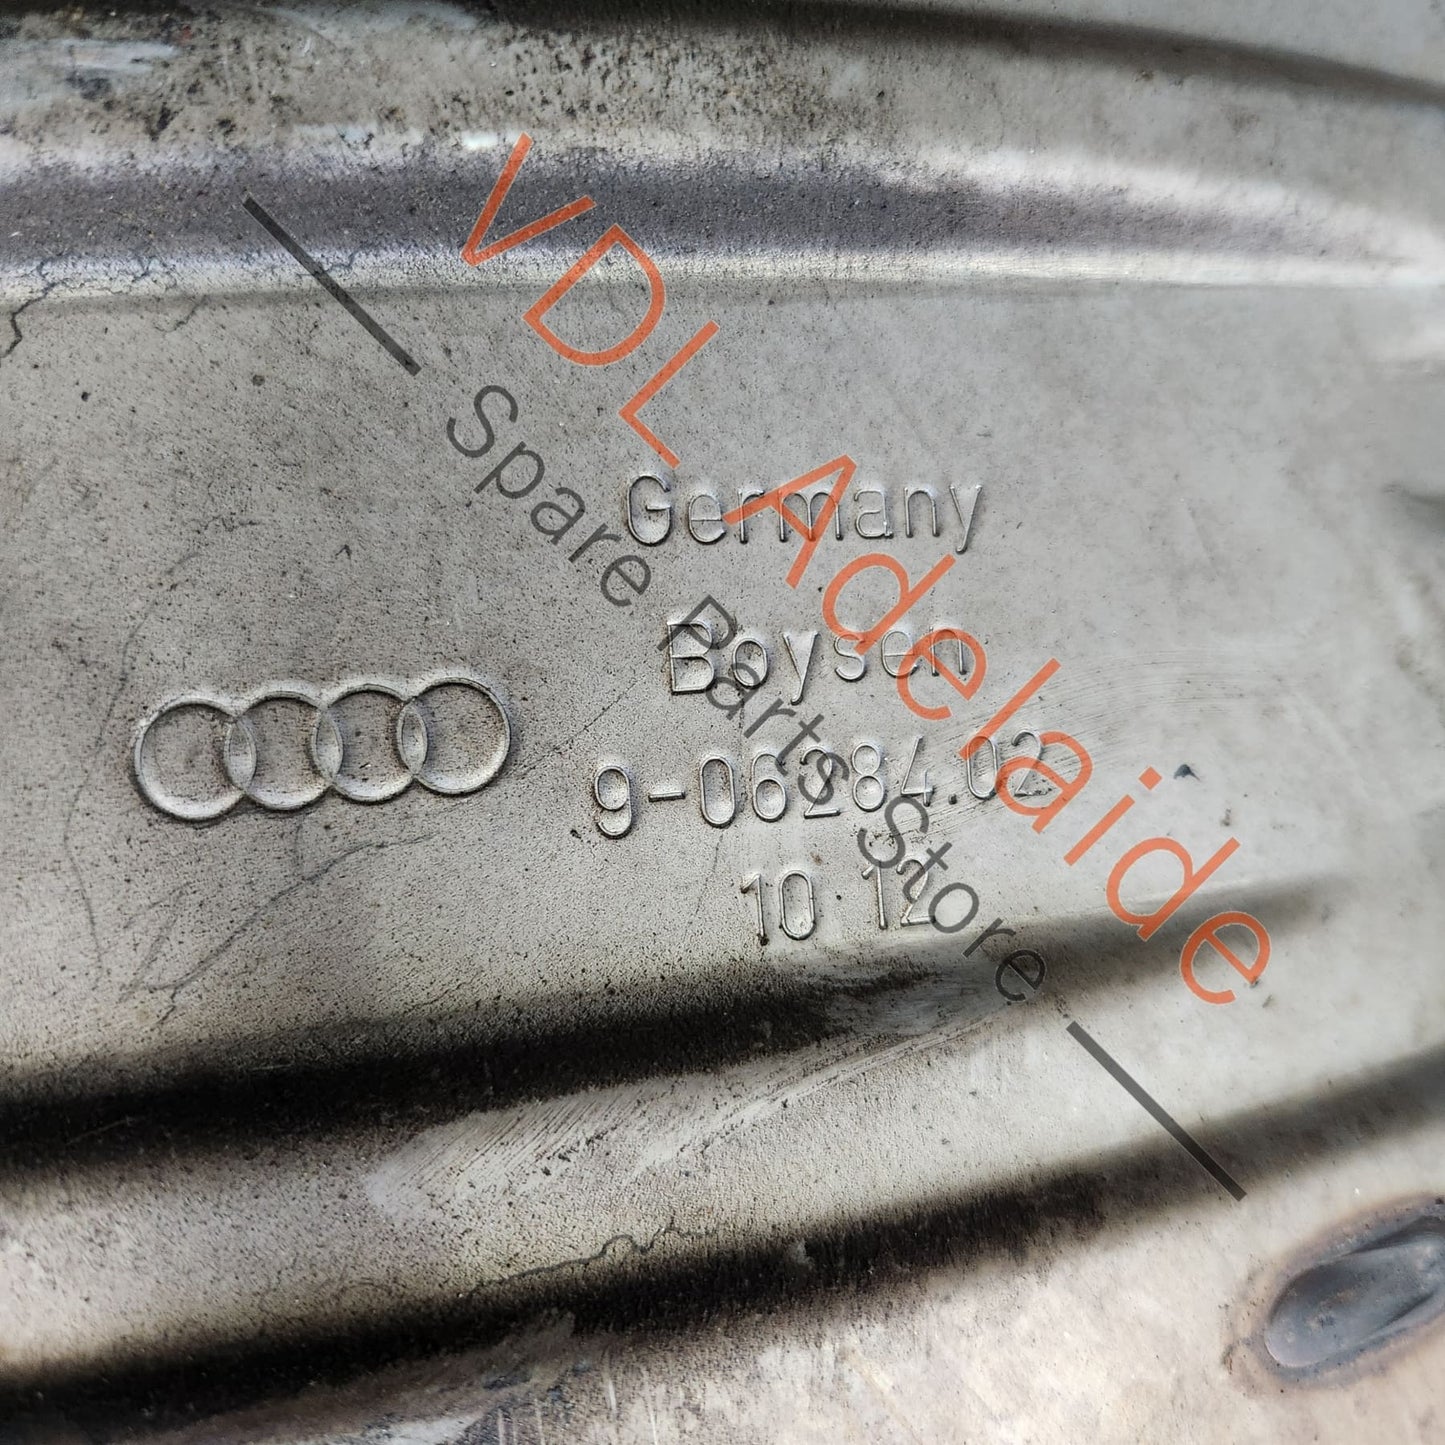 VDL Adelaide
Spare Parts Store
Germany
Boysen
9-06284.02
10 12